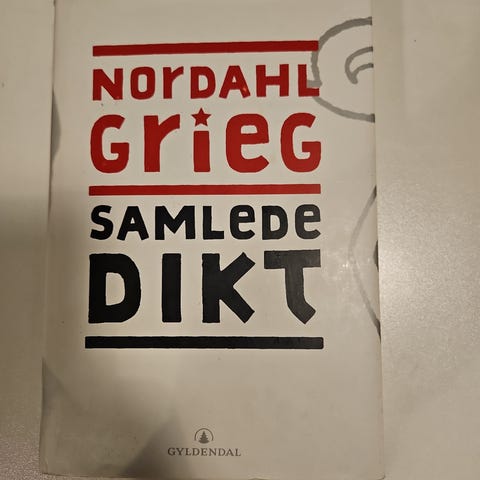 NORDAHL
GRIEG
SAMLEDE
DIKT
GYLDENDAL